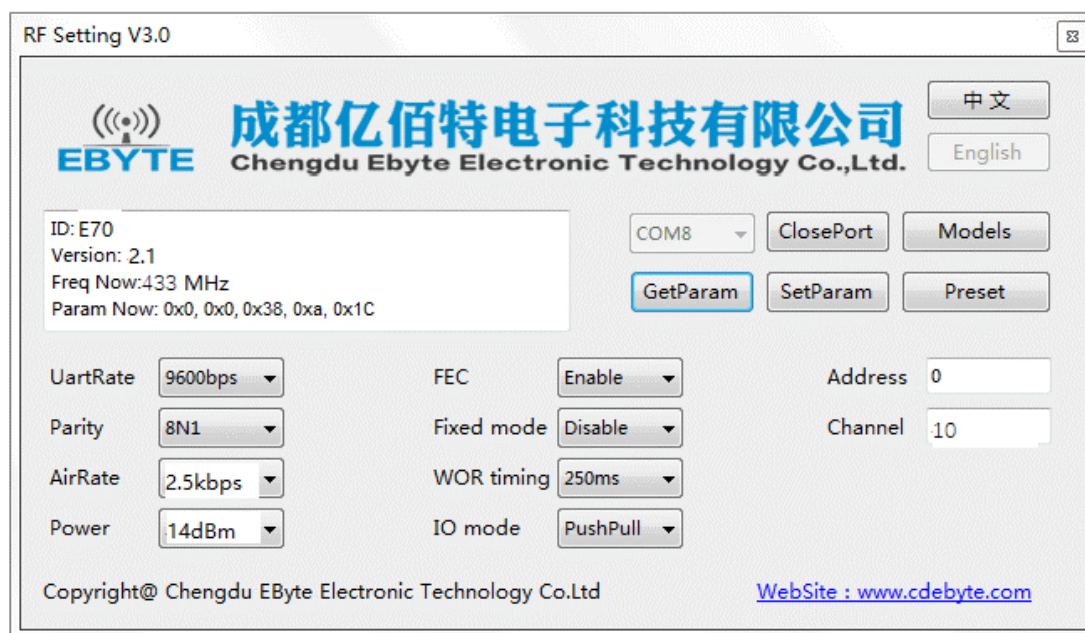 RF Setting V3.0
EBYTE
成都亿佰特电子科技有限公司
Chengdu Ebyte Electronic Technology Co.,Ltd.
中文
English
ID: E70
Version: 2.1
Freq Now:433 MHz
Param Now: 0x0, 0x0, 0x38, 0xa, 0x1C
COM8 ClosePort Models
GetParam SetParam Preset
UartRate 9600bps FEC Enable Address 0
Parity 8N1 Fixed mode Disable Channel 10
AirRate 2.5kbps WOR timing 250ms
Power 14dBm IO mode PushPull
Copyright@ Chengdu EByte Electronic Technology Co.Ltd WebSite : www.cdebyte.com